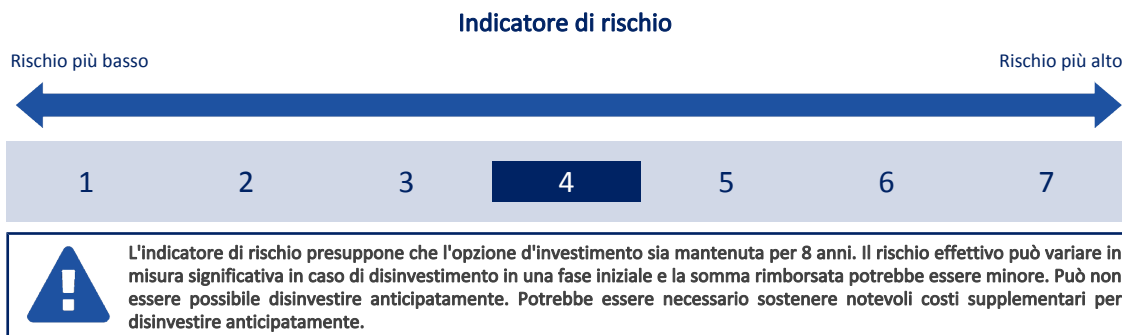 Indicatore di rischio
Rischio più basso
Rischio più alto
1 2 3 4 5 6 7
L'indicatore di rischio presuppone che l'opzione d'investimento sia mantenuta per 8 anni. Il rischio effettivo può variare in
misura significativa in caso di disinvestimento in una fase iniziale e la somma rimborsata potrebbe essere minore. Può non
essere possibile disinvestire anticipatamente. Potrebbe essere necessario sostenere notevoli costi supplementari per
disinvestire anticipatamente.